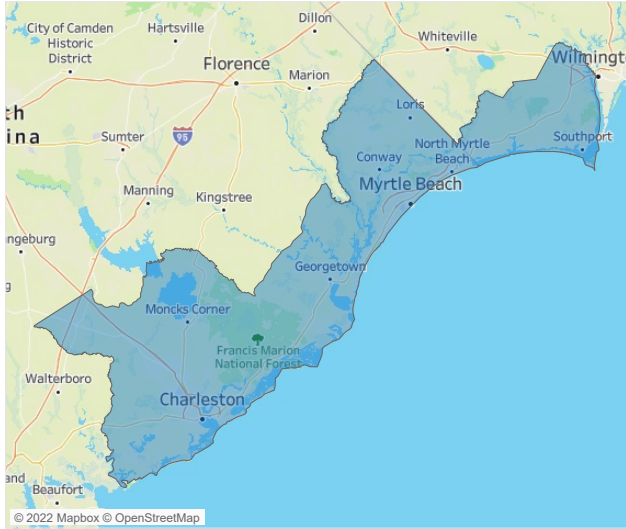 City of Camden
Historic
District
Hartsville
Dillon
Whiteville
Wilmingt
Florence
Marion
th
ina
Loris
Sumter
95
North Myrtle
Beach
Southport
Conway
Manning
Myrtle Beach
Kingstree
ngeburg
Georgetown
g
Moncks Corner
Francis Marion
National Forest
Walterboro
Charleston
and
Beaufort
© 2022 Mapbox © OpenStreetMap